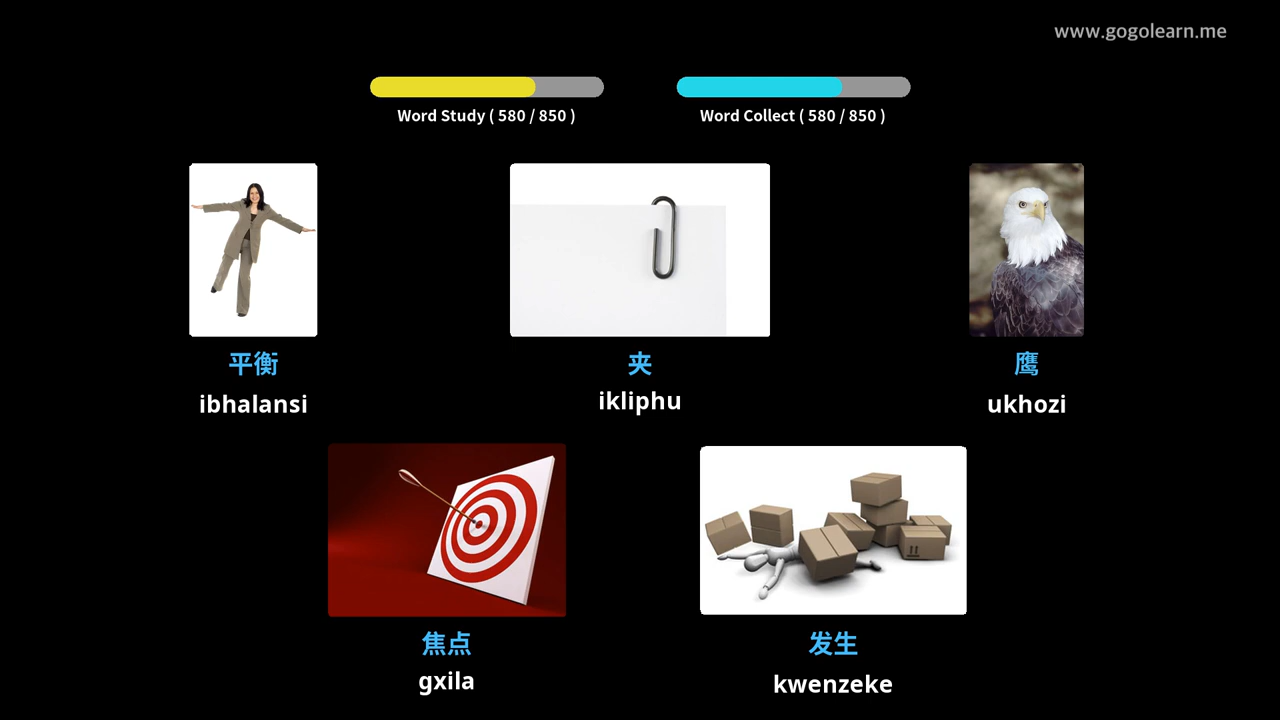 www.gogolearn.me
Word Study ( 580 / 850 )
Word Collect ( 580 / 850 )
平衡
ibhalansi
夹
ikliphu
鹰
ukhozi
焦点
gxila
发生
kwenzeke